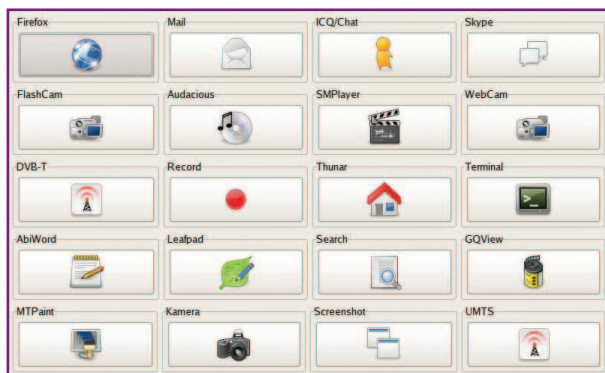 Firefox Mail ICQ/Chat Skype
FlashCam Audacious SMPlayer WebCam
DVB-T Record Thunar Terminal
AbiWord Leafpad Search GQView
MTPaint Kamera Screenshot UMTS